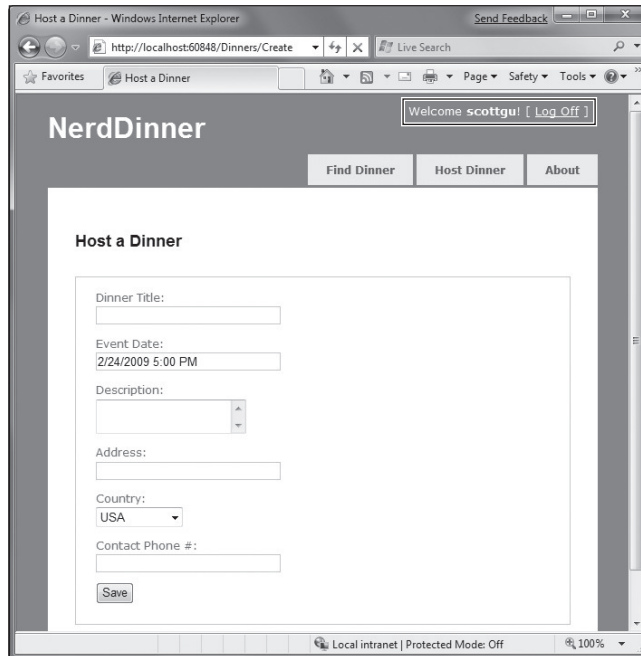 Host a Dinner - Windows Internet Explorer
Send Feedback
http://localhost:60848/Dinners/Create
Live Search
Favorites
Host a Dinner
Page
Safety
Tools
NerdDinner
Welcome scottgu! [ Log Off ]
Find Dinner
Host Dinner
About
Host a Dinner
Dinner Title:
Event Date:
2/24/2009 5:00 PM
Description:
Address:
Country:
USA
Contact Phone #:
Save
Local intranet | Protected Mode: Off
100%